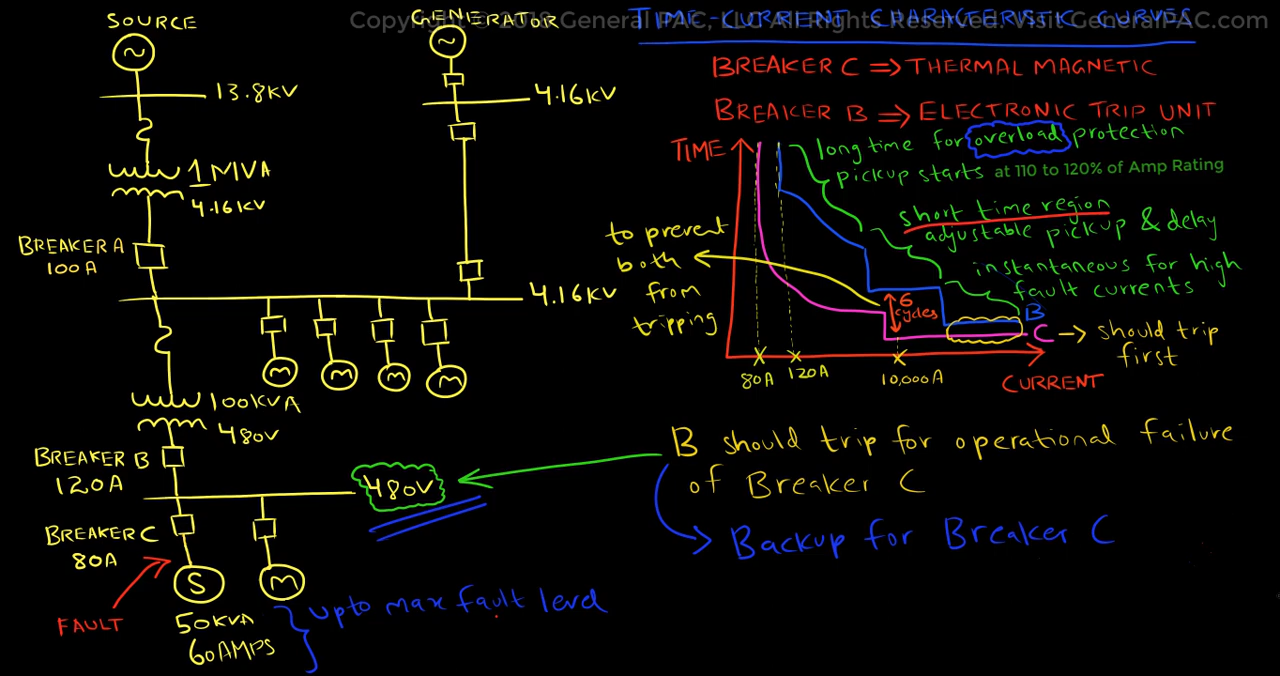 Copyright © 2018 General PAC, LLC All Rights Reserved. Visit GeneralPAC.com
TIME-CURRENT CHARACTERISTIC CURVES
SOURCE
GENERATOR
BREAKER C => THERMAL MAGNETIC
13.8KV
4.16KV
BREAKER B => ELECTRONIC TRIP UNIT
TIME
long time for overload protection
pickup starts at 110 to 120% of Amp Rating
1 MVA
4.16KV
short time region
adjustable pickup & delay
BREAKER A
100A
to prevent
both
from
tripping
instantaneous for high
fault currents
4.16KV
6
cycles
B
C → should trip
first
M
M
M
M
80A
120A
10,000A
CURRENT
100KVA
480V
B should trip for operational failure
of Breaker C
BREAKER B
120A
480V
BREAKER C
80A
Backup for Breaker C
S
M
FAULT
50KVA
60AMPS
upto max fault level